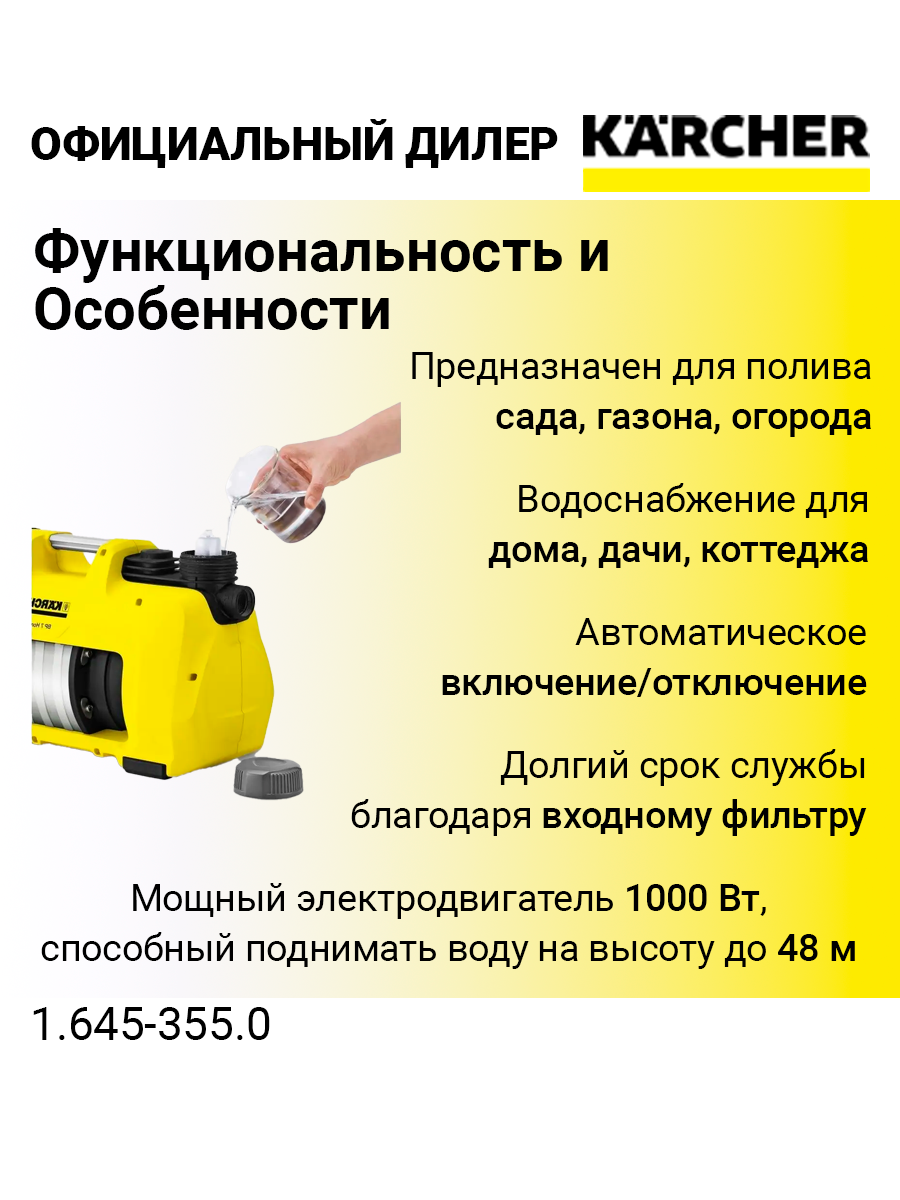 ОФИЦИАЛЬНЫЙ ДИЛЕР KÄRCHER
Функциональность и
Особенности
Предназначен для полива
сада, газона, огорода
Водоснабжение для
дома, дачи, коттеджа
Автоматическое
включение/отключение
Долгий срок службы
благодаря входному фильтру
Мощный электродвигатель 1000 Вт,
способный поднимать воду на высоту до 48 м
1.645-355.0